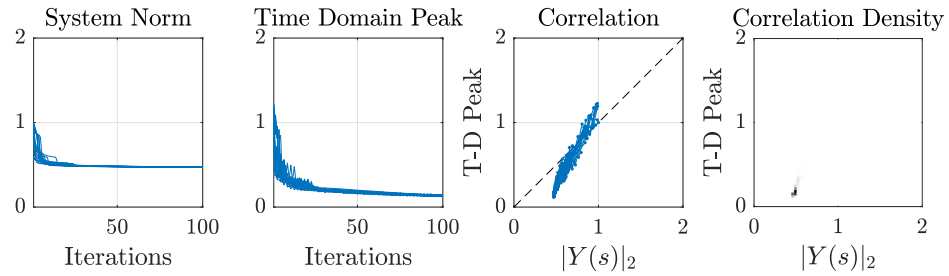 System Norm
2
1
0
50
100
Iterations
Time Domain Peak
2
1
0
50
100
Iterations
Correlation
T-D Peak
2
1
0
0
1
2
|Y(s)|₂
Correlation Density
T-D Peak
2
1
0
0
1
2
|Y(s)|₂